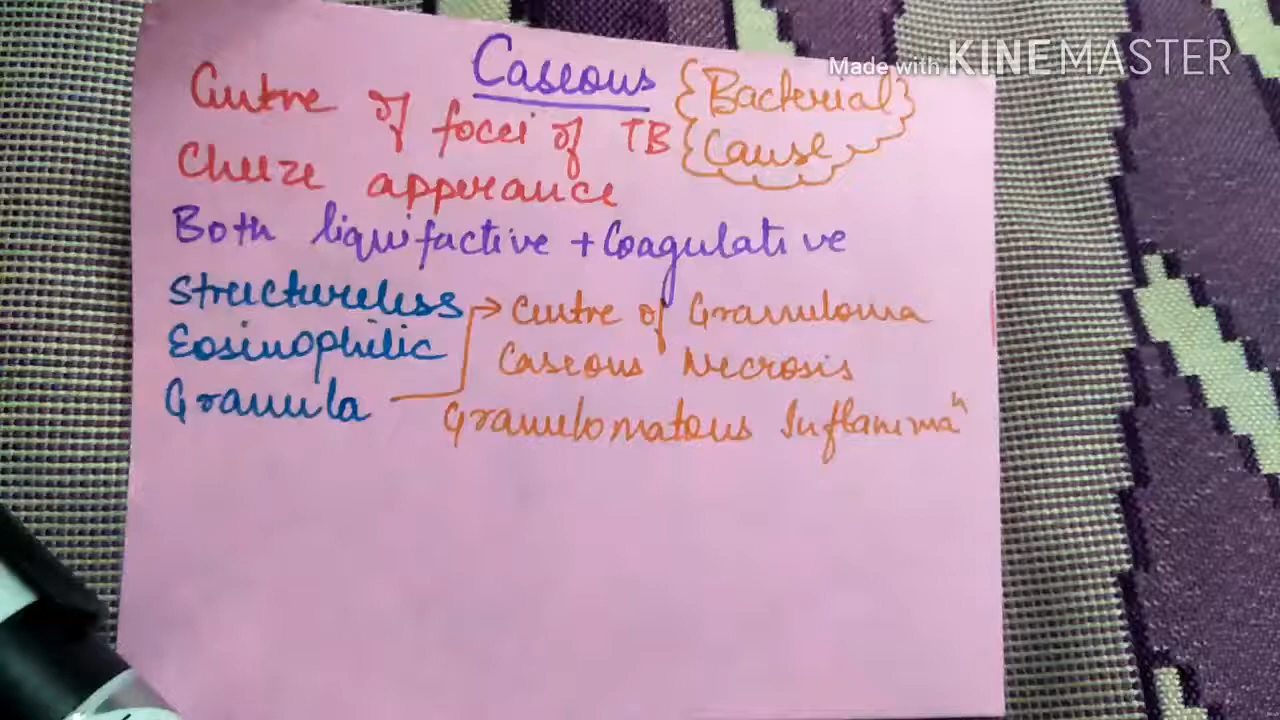 Made with KINEMASTER
Caseous {Bacterial
Cause}
Centre of foci of TB
Cheeze apperance
Both liquifactive + Coagulative
Structureless
Eosinophilic
Granula → Centre of Granuloma
Caseous Necrosis
Granulomatous Inflammaⁿ